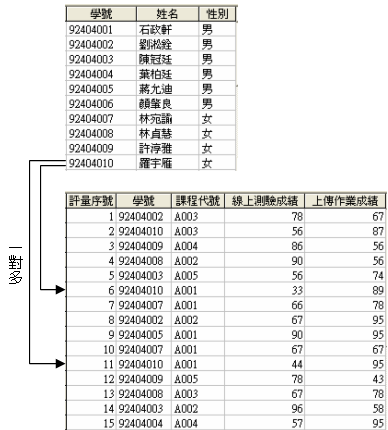 學號 姓名 性別
92404001 石政軒 男
92404002 劉淞銓 男
92404003 陳冠廷 男
92404004 葉柏廷 男
92404005 蔣允迪 男
92404006 顏肇良 男
92404007 林宛諭 女
92404008 林貞慧 女
92404009 許淳雅 女
92404010 羅宇雁 女
一對多
評量序號 學號 課程代號 線上測驗成績 上傳作業成績
1 92404002 A003 78 67
2 92404010 A003 56 87
3 92404009 A004 86 56
4 92404008 A002 90 56
5 92404003 A005 56 74
6 92404010 A001 33 89
7 92404007 A001 66 78
8 92404002 A002 67 95
9 92404005 A001 90 95
10 92404007 A001 67 67
11 92404010 A001 44 95
12 92404009 A005 78 43
13 92404008 A003 67 78
14 92404003 A002 96 58
15 92404004 A004 57 95